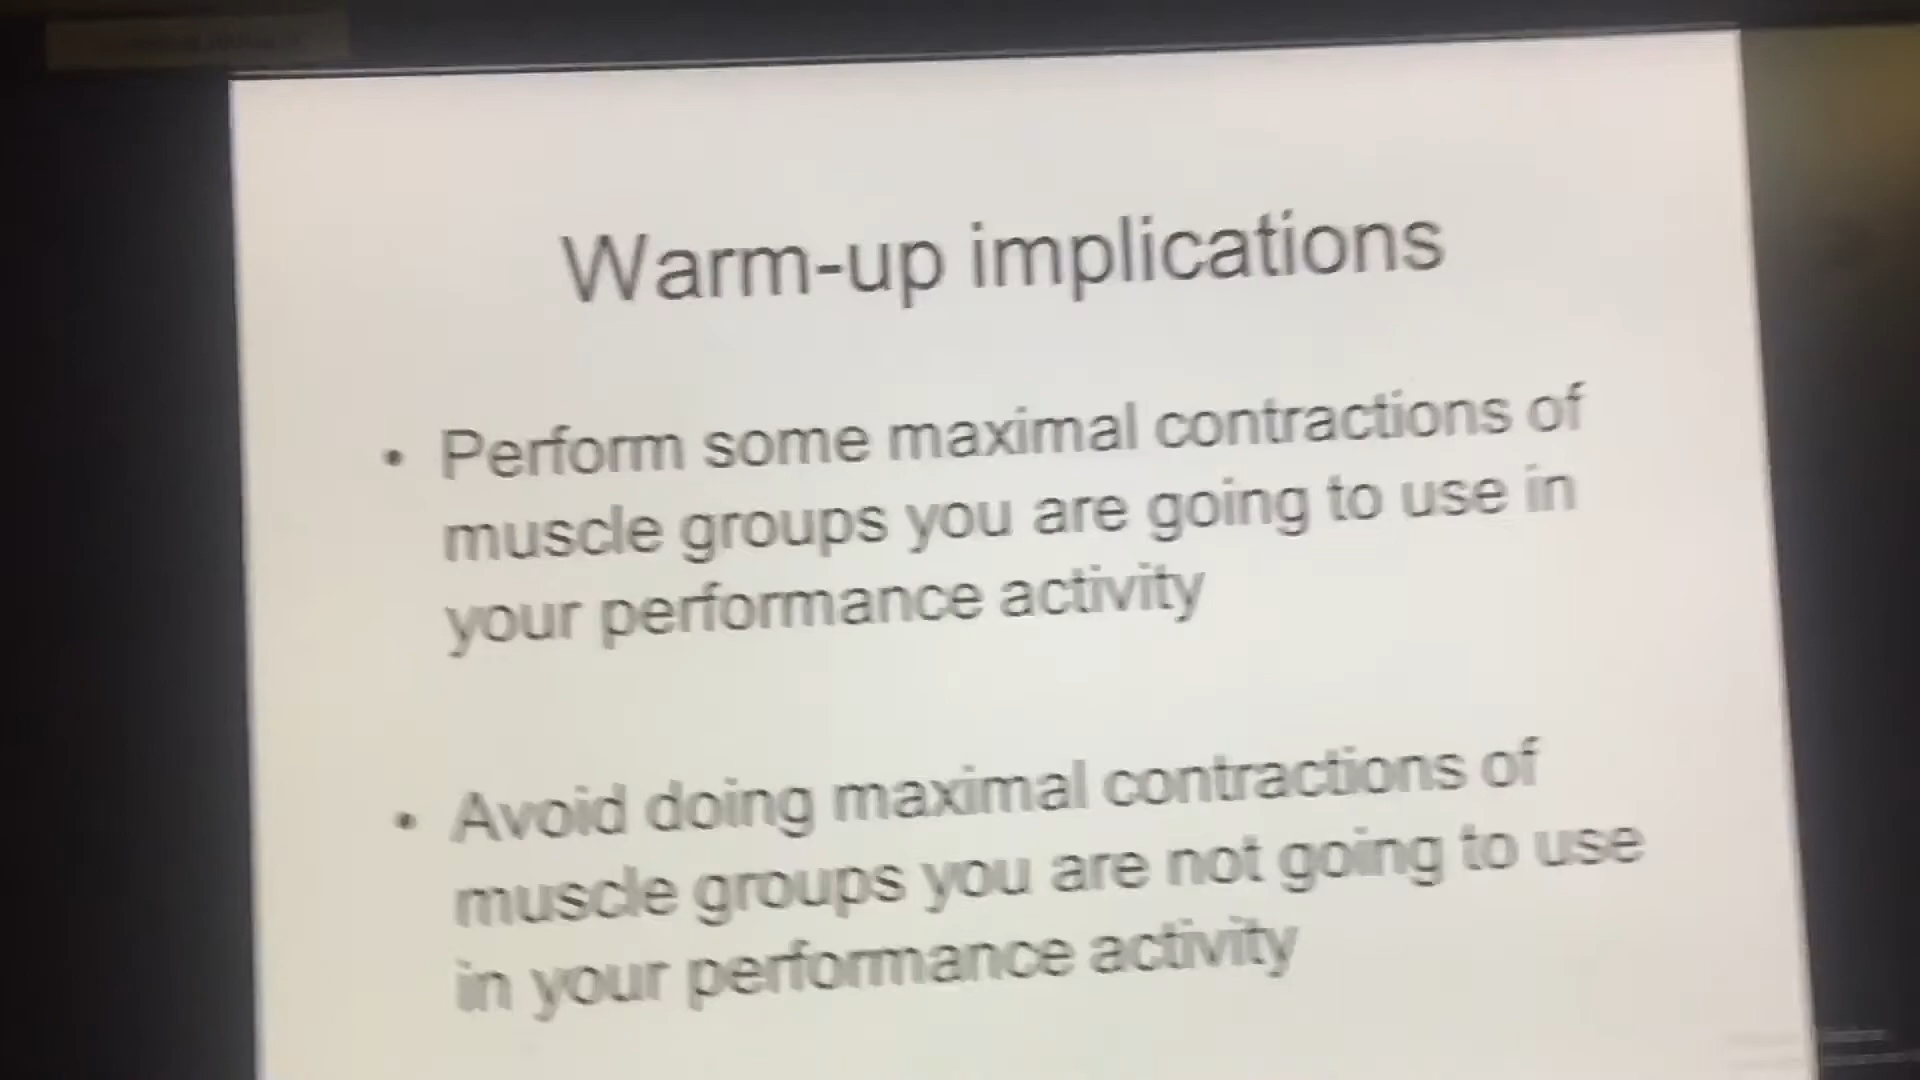 Warm-up implications
• Perform some maximal contractions of
muscle groups you are going to use in
your performance activity
• Avoid doing maximal contractions of
muscle groups you are not going to use
in your performance activity